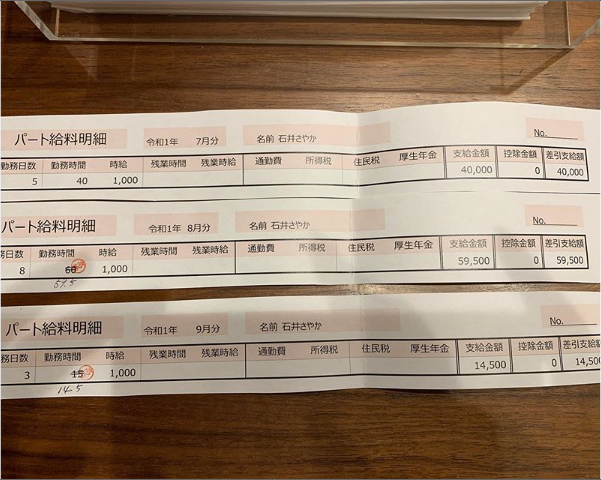 パート給料明細 令和1年 7月分 名前 石井さやか No.
勤務日数 勤務時間 時給 残業時間 残業時給 通勤費 所得税 住民税 厚生年金 支給金額 控除金額 差引支給額
5 40 1,000 40,000 0 40,000
パート給料明細 令和1年 8月分 名前 石井さやか No.
務日数 勤務時間 時給 残業時間 残業時給 通勤費 所得税 住民税 厚生年金 支給金額 控除金額 差引支給額
8 60 1,000 59,500 0 59,500
パート給料明細 令和1年 9月分 名前 石井さやか No.
務日数 勤務時間 時給 残業時間 残業時給 通勤費 所得税 住民税 厚生年金 支給金額 控除金額 差引支給
3 15 1,000 14,500 0 14,500
14.5